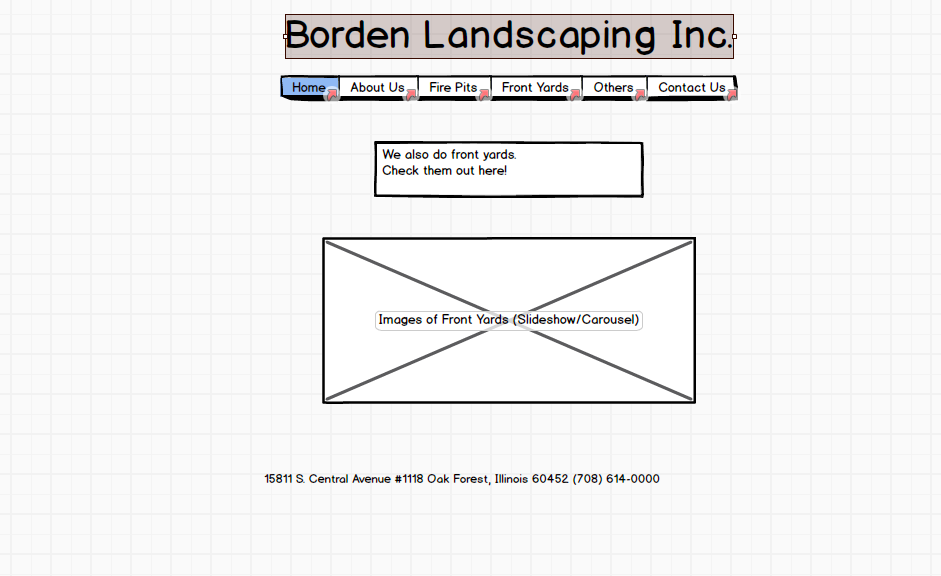 Borden Landscaping Inc.
Home About Us Fire Pits Front Yards Others Contact Us
We also do front yards.
Check them out here!
Images of Front Yards (Slideshow/Carousel)
15811 S. Central Avenue #1118 Oak Forest, Illinois 60452 (708) 614-0000